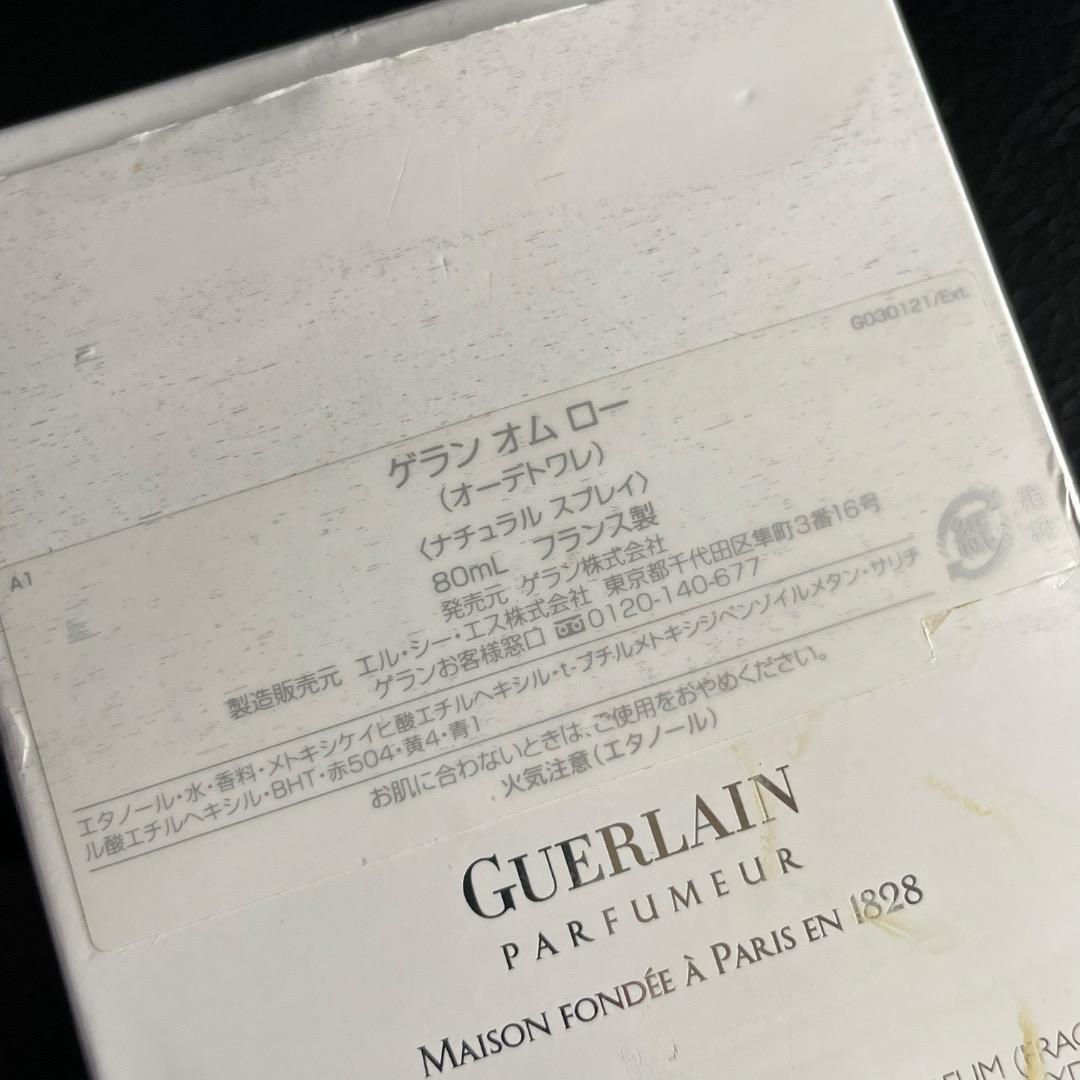 G030121/Ext.
ゲラン オム ロー
(オーデトワレ)
〈ナチュラル スプレイ〉
80mL フランス製
発売元 ゲラン株式会社
製造販売元 エル・シー・エス株式会社 東京都千代田区隼町3番16号
ゲランお客様窓口 0120-140-677
A1
紙
箱
枠
エタノール・水・香料・メトキシケイヒ酸エチルヘキシル・t-ブチルメトキシジベンゾイルメタン・サリチ
ル酸エチルヘキシル・BHT・赤504・黄4・青1
お肌に合わないときは、ご使用をおやめください。
火気注意(エタノール)
GUERLAIN
PARFUMEUR
MAISON FONDÉE À PARIS EN 1828